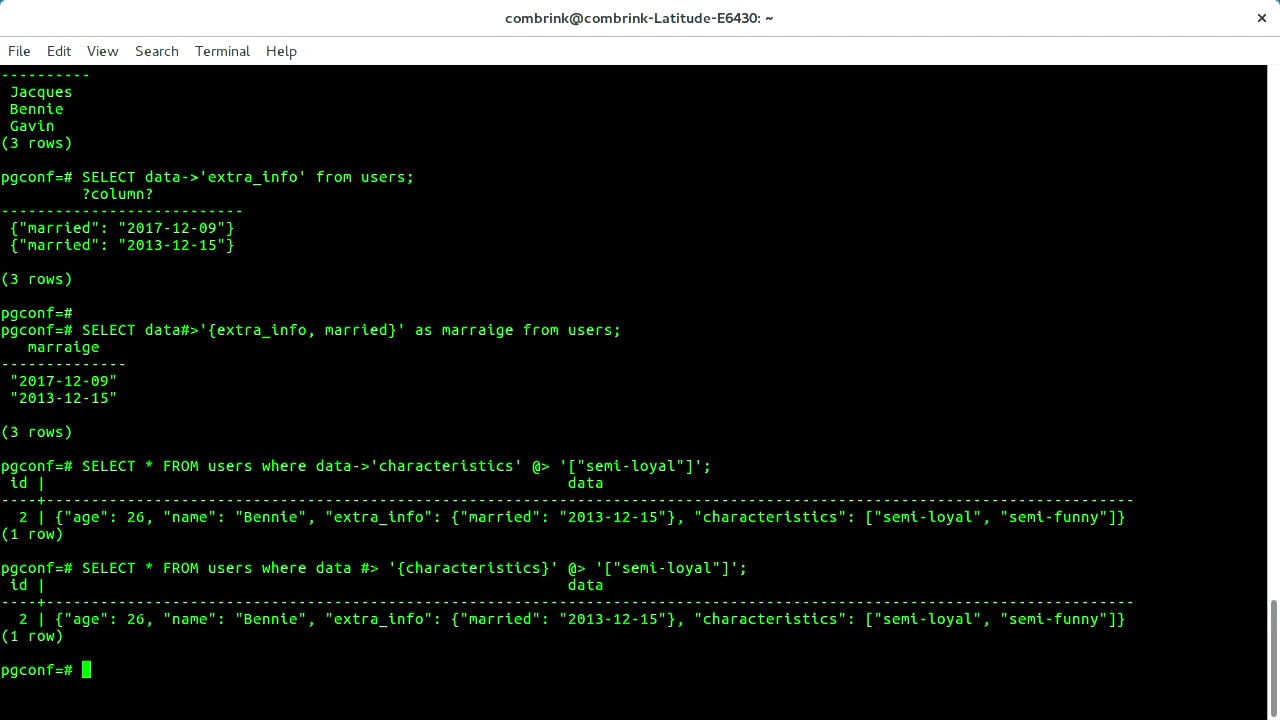 combrink@combrink-Latitude-E6430: ~
×
File Edit View Search Terminal Help
----------
 Jacques
 Bennie
 Gavin
(3 rows)
pgconf=# SELECT data->'extra_info' from users;
         ?column?
---------------------------
 {"married": "2017-12-09"}
 {"married": "2013-12-15"}
(3 rows)
pgconf=#
pgconf=# SELECT data#>'{extra_info, married}' as marraige from users;
   marraige
--------------
 "2017-12-09"
 "2013-12-15"
(3 rows)
pgconf=# SELECT * FROM users where data->'characteristics' @> '["semi-loyal"]';
 id |                                                          data
----+-------------------------------------------------------------------------------------------------------------------------
  2 | {"age": 26, "name": "Bennie", "extra_info": {"married": "2013-12-15"}, "characteristics": ["semi-loyal", "semi-funny"]}
(1 row)
pgconf=# SELECT * FROM users where data #> '{characteristics}' @> '["semi-loyal"]';
 id |                                                          data
----+-------------------------------------------------------------------------------------------------------------------------
  2 | {"age": 26, "name": "Bennie", "extra_info": {"married": "2013-12-15"}, "characteristics": ["semi-loyal", "semi-funny"]}
(1 row)
pgconf=#